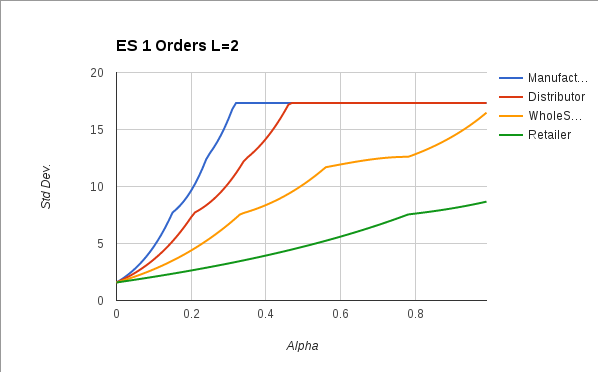 ES 1 Orders L=2
20
15
10
5
0
Std Dev.
0
0.2
0.4
0.6
0.8
Alpha
Manufact...
Distributor
WholeS...
Retailer